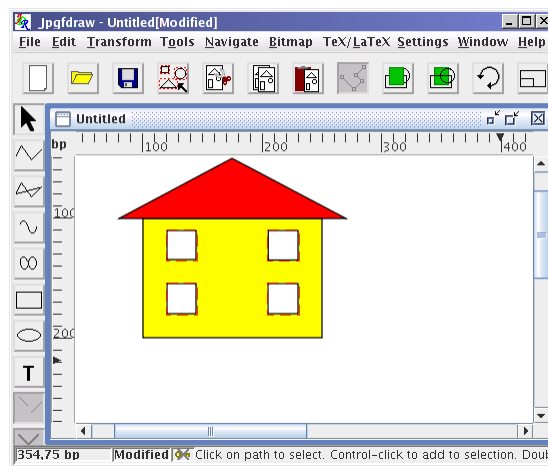 Jpgfdraw - Untitled[Modified]
File Edit Transform Tools Navigate Bitmap TeX/LaTeX Settings Window Help
Untitled
bp 100 200 300 400
100
200
T
354,75 bp Modified Click on path to select. Control-click to add to selection. Doub